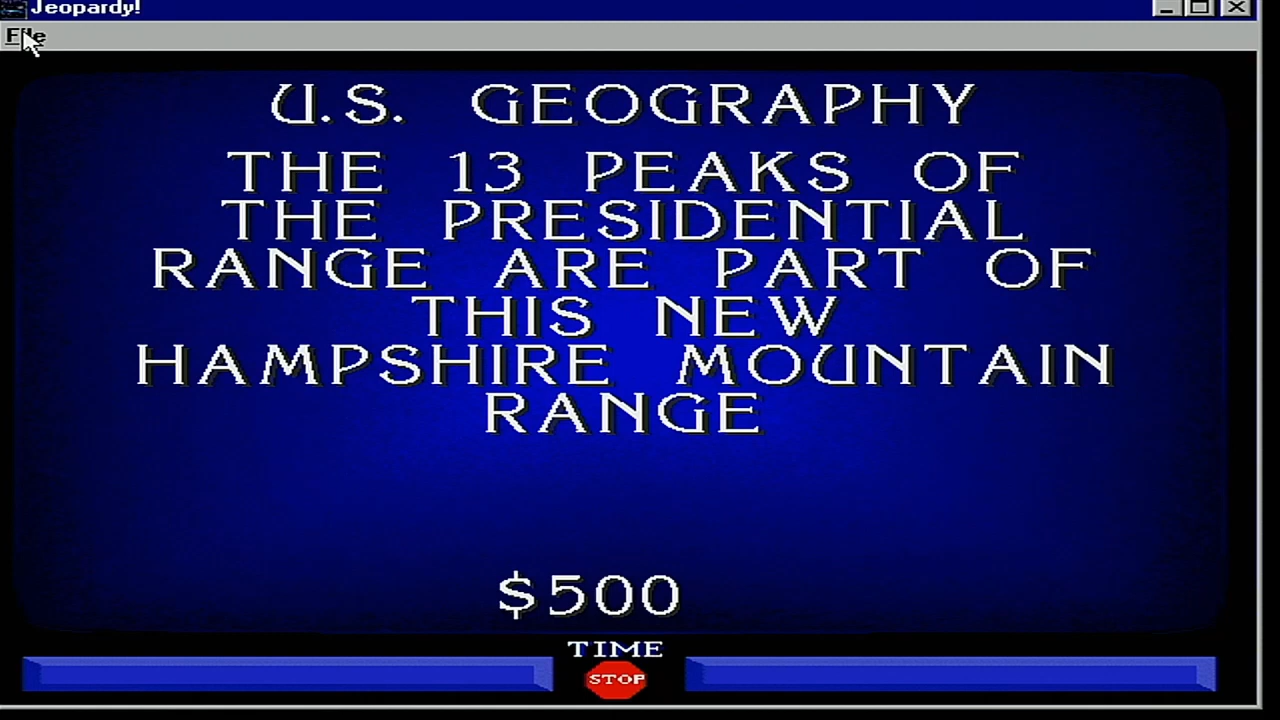 Jeopardy!
File
U.S. GEOGRAPHY
THE 13 PEAKS OF
THE PRESIDENTIAL
RANGE ARE PART OF
THIS NEW
HAMPSHIRE MOUNTAIN
RANGE
$500
TIME
STOP